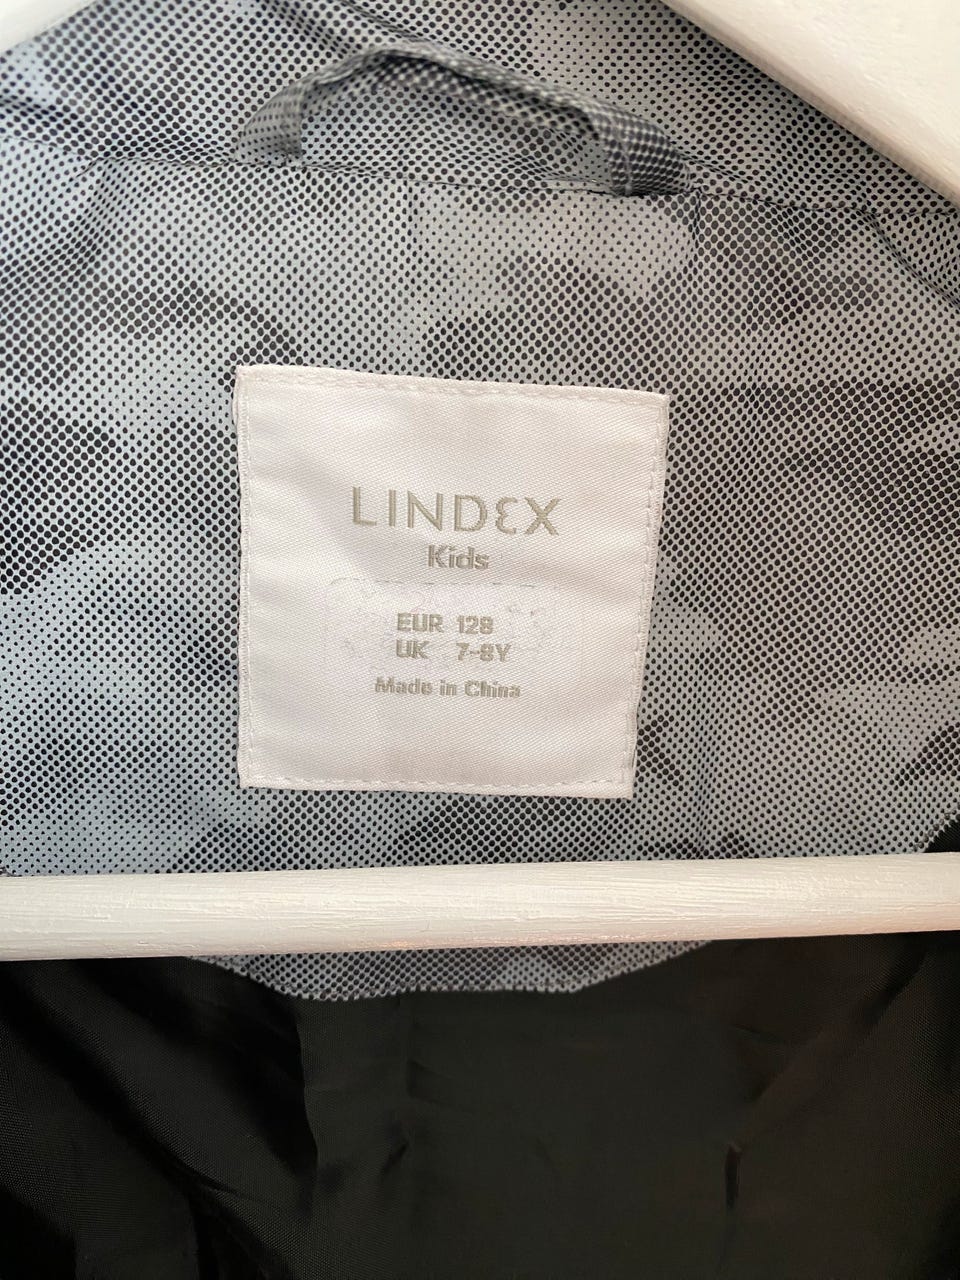 LINDEX
Kids
EUR 128
UK 7-8Y
Made in China